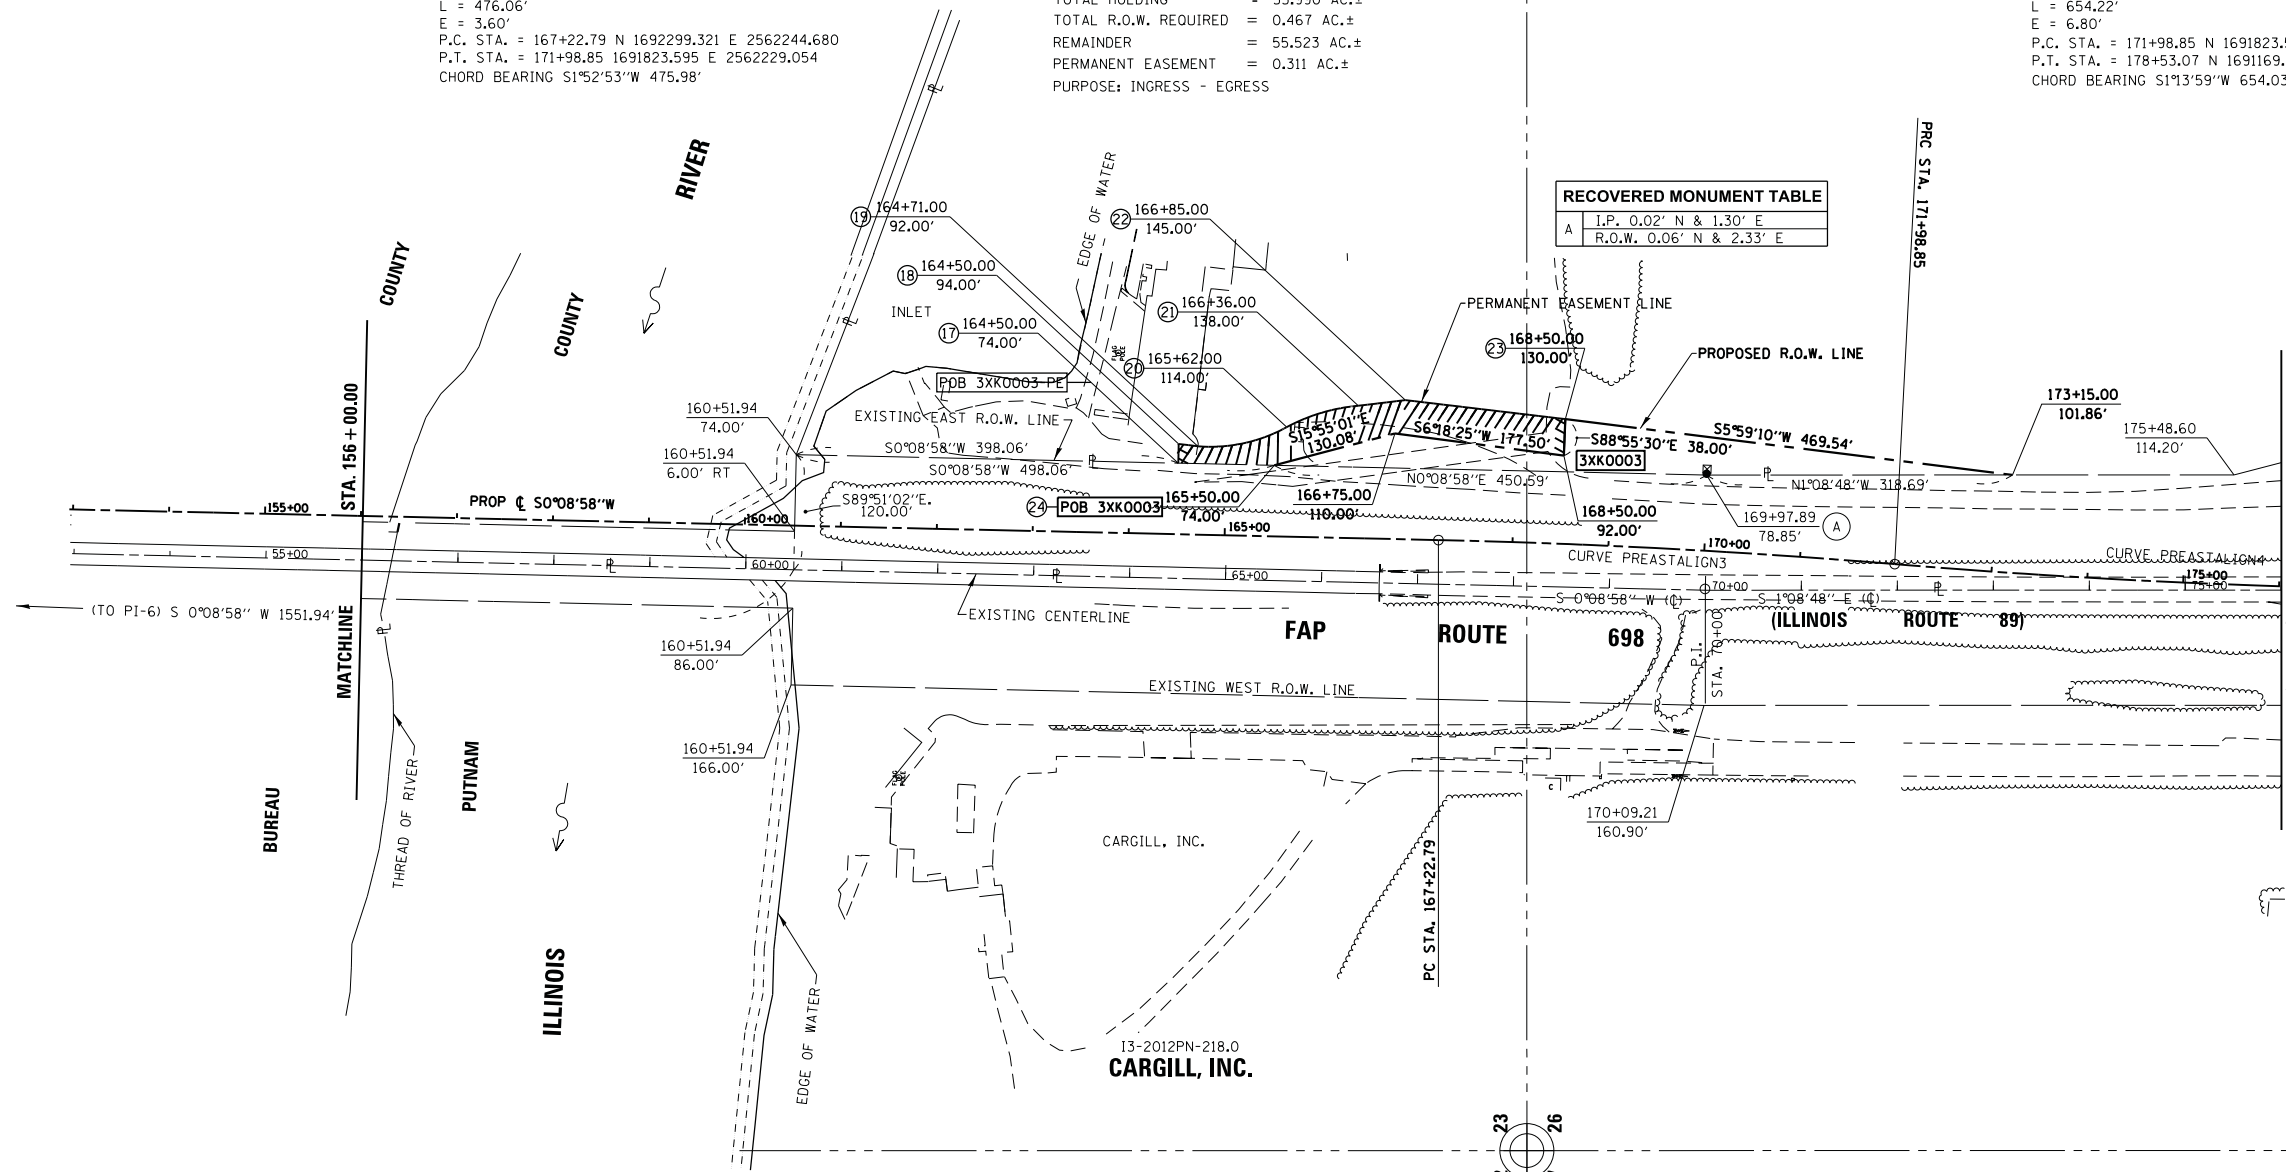 L = 476.06'
E = 3.60'
P.C. STA. = 167+22.79 N 1692299.321 E 2562244.680
P.T. STA. = 171+98.85 1691823.595 E 2562229.054
CHORD BEARING S1°52'53''W 475.98'
TOTAL HOLDING = 55.990 AC.±
TOTAL R.O.W. REQUIRED = 0.467 AC.±
REMAINDER = 55.523 AC.±
PERMANENT EASEMENT = 0.311 AC.±
PURPOSE: INGRESS - EGRESS
L = 654.22'
E = 6.80'
P.C. STA. = 171+98.85 N 1691823.
P.T. STA. = 178+53.07 N 1691169.
CHORD BEARING S1°13'59''W 654.03
RIVER
COUNTY
COUNTY
EDGE OF WATER
PRC STA. 171+98.85
RECOVERED MONUMENT TABLE
A
I.P. 0.02' N & 1.30' E
R.O.W. 0.06' N & 2.33' E
19 164+71.00
92.00'
22 166+85.00
145.00'
18 164+50.00
94.00'
INLET
17 164+50.00
74.00'
21 166+36.00
138.00'
20 165+62.00
114.00'
FLAG POLE
PERMANENT EASEMENT LINE
23 168+50.00
130.00'
PROPOSED R.O.W. LINE
POB 3XK0003-PE
STA. 156+00.00
160+51.94
74.00'
EXISTING EAST R.O.W. LINE
173+15.00
101.86'
175+48.60
114.20'
S15°55'01''E
130.08'
S6°18'25''W 177.50'
S88°55'30''E 38.00'
S5°59'10''W 469.54'
160+51.94
6.00' RT
S0°08'58''W 398.06'
S0°08'58''W 498.06'
3XK0003
N0°08'58''E 450.59'
N1°08'48''W 318.69'
PROP ℄ S0°08'58''W
S89°51'02''E.
120.00'
24 POB 3XK0003
165+50.00
74.00'
166+75.00
110.00'
168+50.00
92.00'
169+97.89
78.85'
A
155+00
160+00
165+00
170+00
175+00
CURVE PREASTALIGN3
CURVE PREASTALIGN4
55+00
60+00
65+00
70+00
75+00
S 0°08'58'' W (℄)
S 1°08'48'' E (℄)
(TO PI-6) S 0°08'58'' W 1551.94'
EXISTING CENTERLINE
FAP ROUTE 698 (ILLINOIS ROUTE 89)
MATCHLINE
160+51.94
86.00'
P.I.
STA. 70+00
EXISTING WEST R.O.W. LINE
160+51.94
166.00'
BUREAU
PUTNAM
THREAD OF RIVER
170+09.21
160.90'
CARGILL, INC.
PC STA. 167+22.79
ILLINOIS
EDGE OF WATER
I3-2012PN-218.0
CARGILL, INC.
23
26